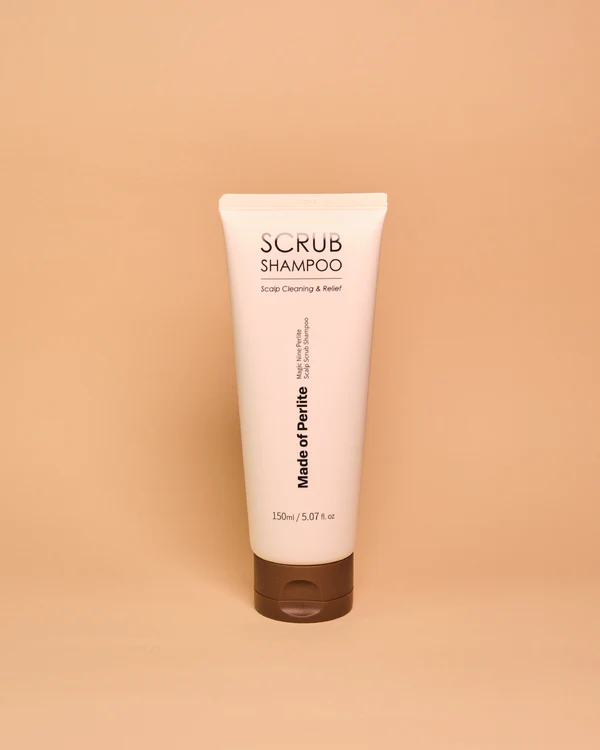 SCRUB
SHAMPOO
Scalp Cleaning & Relief
Made of Perlite
Magic Nine Perlite
Scalp Scrub Shampoo
150ml / 5.07 fl. oz